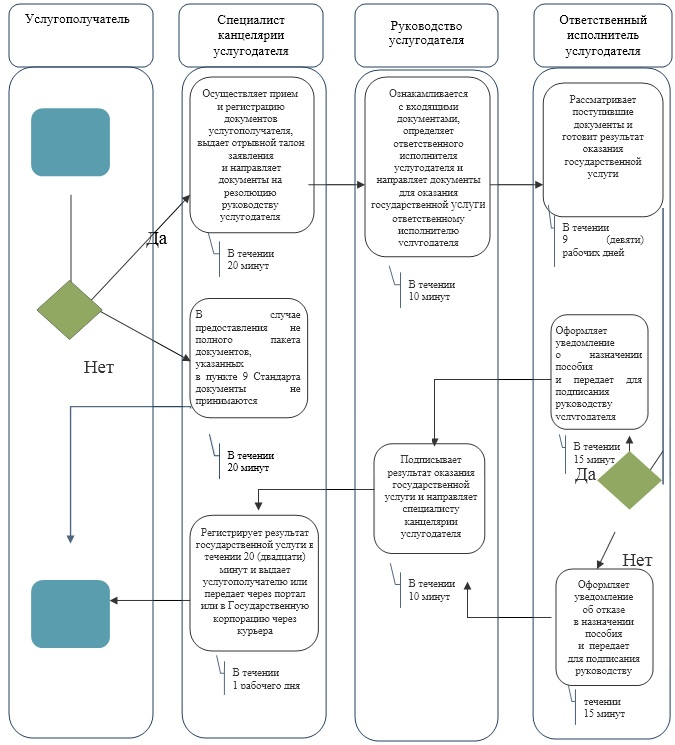 Услугополучатель
Специалист
канцелярии
услугодателя
Руководство
услугодателя
Ответственный
исполнитель
услугодателя
Осуществляет прием
и регистрацию
документов
услугополучателя,
выдает отрывной талон
заявления
и направляет
документы на
резолюцию
руководству
услугодателя
В течении
20 минут
Ознакамливается
с входящими
документами,
определяет
ответственного
исполнителя
услугодателя и
направляет документы
для оказания
государственной услуги
ответственному
исполнителю
услугодателя
В течении
10 минут
Рассматривает
поступившие
документы и
готовит результат
оказания
государственной
услуги
В течении
9 (девяти)
рабочих дней
Да
Нет
В случае
предоставления не
полного пакета
документов,
указанных
в пункте 9 Стандарта
документы не
принимаются
В течении
20 минут
Оформляет
уведомление
о назначении
пособия
и передает для
подписания
руководству
услугодателя
В течении
15 минут
Да
Нет
Подписывает
результат оказания
государственной
услуги и направляет
специалисту
канцелярии
услугодателя
В течении
10 минут
Регистрирует результат
государственной услуги в
течении 20 (двадцати)
минут и выдает
услугополучателю или
передает через портал
или в Государственную
корпорацию через
курьера
В течении
1 рабочего дня
Оформляет
уведомление
об отказе
в назначении
пособия
и передает
для подписания
руководству
течении
15 минут